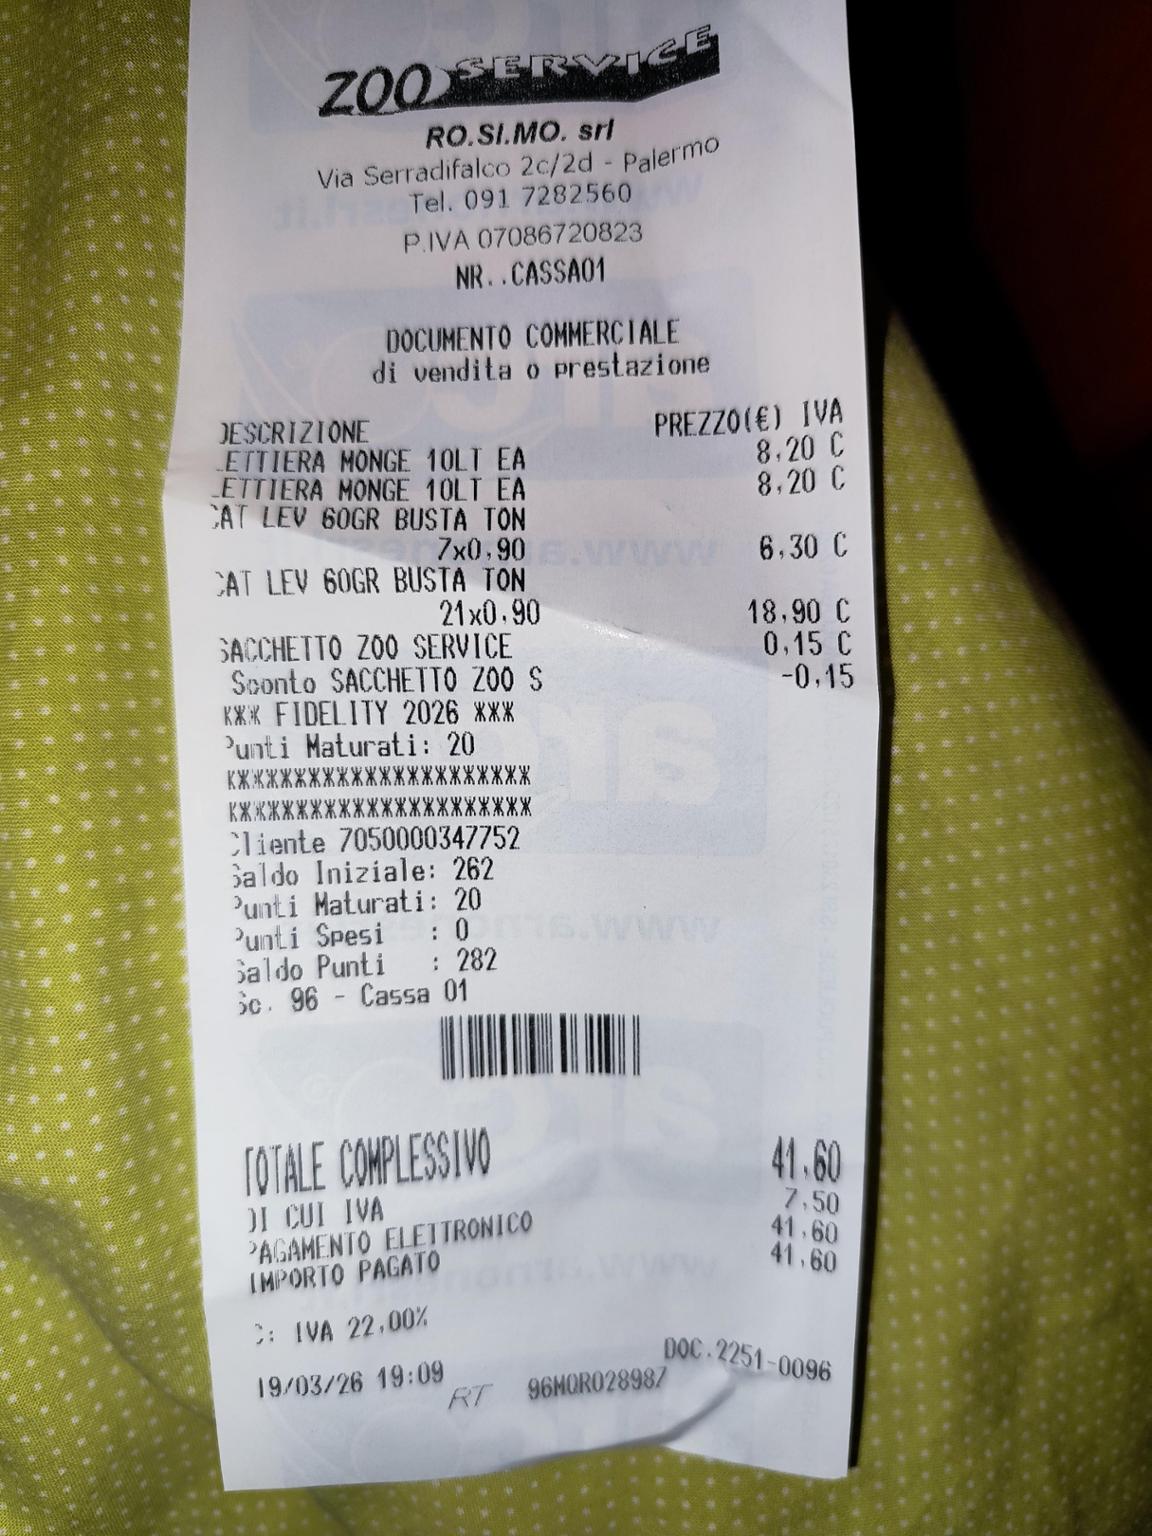 ZOO SERVICE
RO.SI.MO. srl
Via Serradifalco 2c/2d - Palermo
Tel. 091 7282560
P.IVA 07086720823
NR..CASSA01
DOCUMENTO COMMERCIALE
di vendita o prestazione
DESCRIZIONE PREZZO(€) IVA
LETTIERA MONGE 10LT EA 8,20 C
LETTIERA MONGE 10LT EA 8,20 C
CAT LEV 60GR BUSTA TON
7x0,90 6,30 C
CAT LEV 60GR BUSTA TON
21x0,90 18,90 C
SACCHETTO ZOO SERVICE 0,15 C
Sconto SACCHETTO ZOO S -0,15
*** FIDELITY 2026 ***
Punti Maturati: 20
**********************
**********************
Cliente 7050000347752
Saldo Iniziale: 262
Punti Maturati: 20
Punti Spesi : 0
Saldo Punti : 282
Sc. 96 - Cassa 01
TOTALE COMPLESSIVO 41,60
DI CUI IVA 7,50
PAGAMENTO ELETTRONICO 41,60
IMPORTO PAGATO 41,60
C: IVA 22,00%
DOC.2251-0096
19/03/26 19:09 RT 96MQR028987